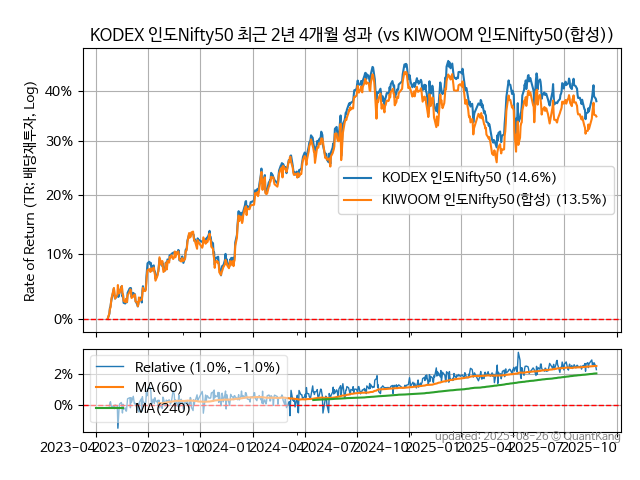 KODEX 인도Nifty50 최근 2년 4개월 성과 (vs KIWOOM 인도Nifty50(합성))
Rate of Return (TR: 배당재투자, Log)
40%
30%
20%
10%
0%
KODEX 인도Nifty50 (14.6%)
KIWOOM 인도Nifty50(합성) (13.5%)
2%
0%
Relative (1.0%, −1.0%)
MA(60)
MA(240)
updated: 2025-08-26 © QuantKang
2023-04
2023-07
2023-10
2024-01
2024-04
2024-07
2024-10
2025-01
2025-04
2025-07
2025-10